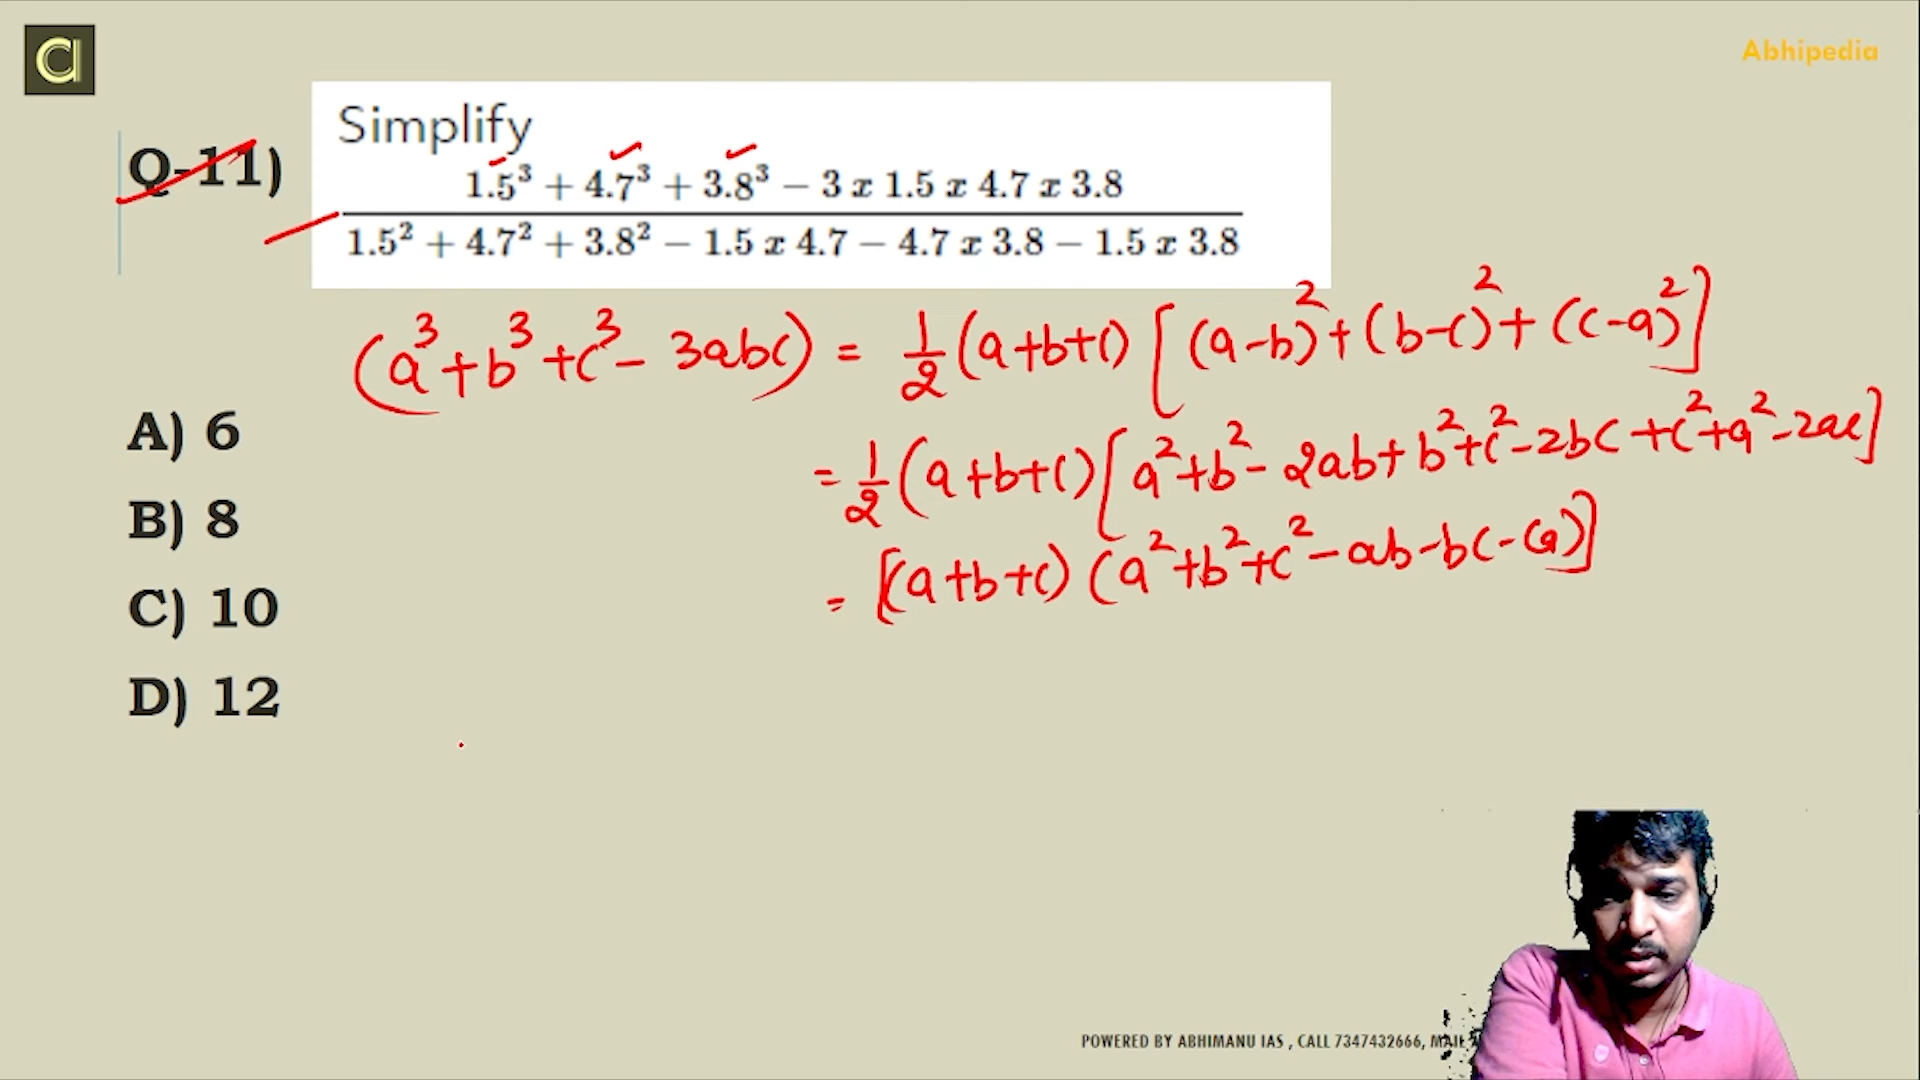 Abhipedia
Q-11)
Simplify
1.5³ + 4.7³ + 3.8³ − 3 x 1.5 x 4.7 x 3.8
1.5² + 4.7² + 3.8² − 1.5 x 4.7 − 4.7 x 3.8 − 1.5 x 3.8
(a³+b³+c³- 3abc) = 1/2 (a+b+c) [(a-b)²+(b-c)²+(c-a)²]
= 1/2 (a+b+c) [a²+b²- 2ab+b²+c²-2bc+c²+a²-2ac]
= [(a+b+c) (a²+b²+c²-ab-bc-ca)]
A) 6
B) 8
C) 10
D) 12
POWERED BY ABHIMANU IAS , CALL 7347432666, MAIL